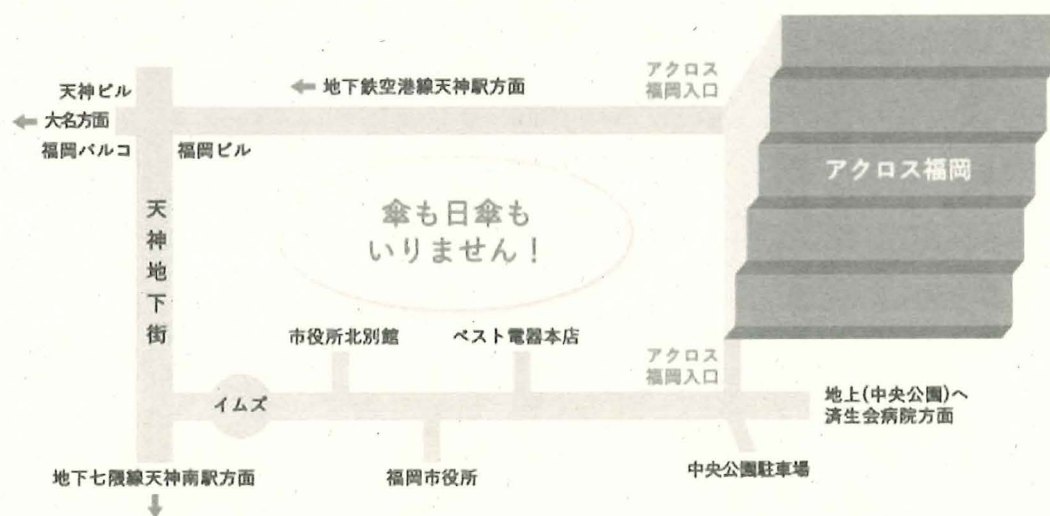 天神ビル
← 大名方面
福岡パルコ
福岡ビル
← 地下鉄空港線天神駅方面
アクロス
福岡入口
アクロス福岡
傘も日傘も
いりません！
天神地下街
市役所北別館
ベスト電器本店
アクロス
福岡入口
イムズ
地上(中央公園)へ
済生会病院方面
地下七隈線天神南駅方面
福岡市役所
中央公園駐車場